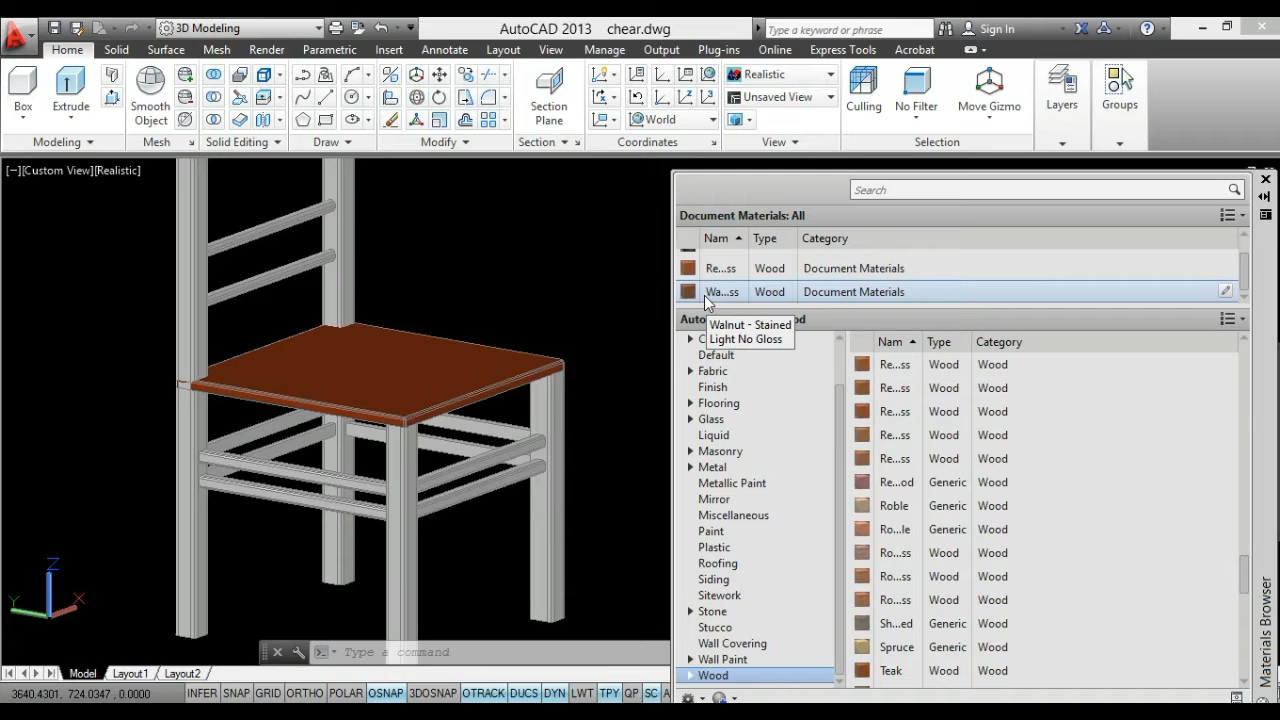 3D Modeling
AutoCAD 2013 chear.dwg
Type a keyword or phrase
Sign In
Home Solid Surface Mesh Render Parametric Insert Annotate Layout View Manage Output Plug-ins Online Express Tools Acrobat
Box
Extrude
Smooth
Object
Section
Plane
World
Realistic
Unsaved View
Culling
No Filter
Move Gizmo
Layers
Groups
Modeling Mesh Solid Editing Draw Modify Section Coordinates View Selection
[−][Custom View][Realistic]
Search
Document Materials: All
Nam Type Category
Re...ss Wood Document Materials
Wa...ss Wood Document Materials
Walnut - Stained
Light No Gloss
Default
Fabric
Finish
Flooring
Glass
Liquid
Masonry
Metal
Metallic Paint
Mirror
Miscellaneous
Paint
Plastic
Roofing
Siding
Sitework
Stone
Stucco
Wall Covering
Wall Paint
Wood
Nam Type Category
Re...ss Wood Wood
Re...ss Wood Wood
Re...ss Wood Wood
Re...ss Wood Wood
Re...ss Wood Wood
Re...od Generic Wood
Roble Generic Wood
Ro...le Generic Wood
Ro...ss Wood Wood
Ro...ss Wood Wood
Ro...ss Wood Wood
Sh...ed Generic Wood
Spruce Generic Wood
Teak Generic Wood
Materials Browser
Z
Y
X
Type a command
Model Layout1 Layout2
3640.4301, 724.0347, 0.0000 INFER SNAP GRID ORTHO POLAR OSNAP 3DOSNAP OTRACK DUCS DYN LWT TPY QP SC